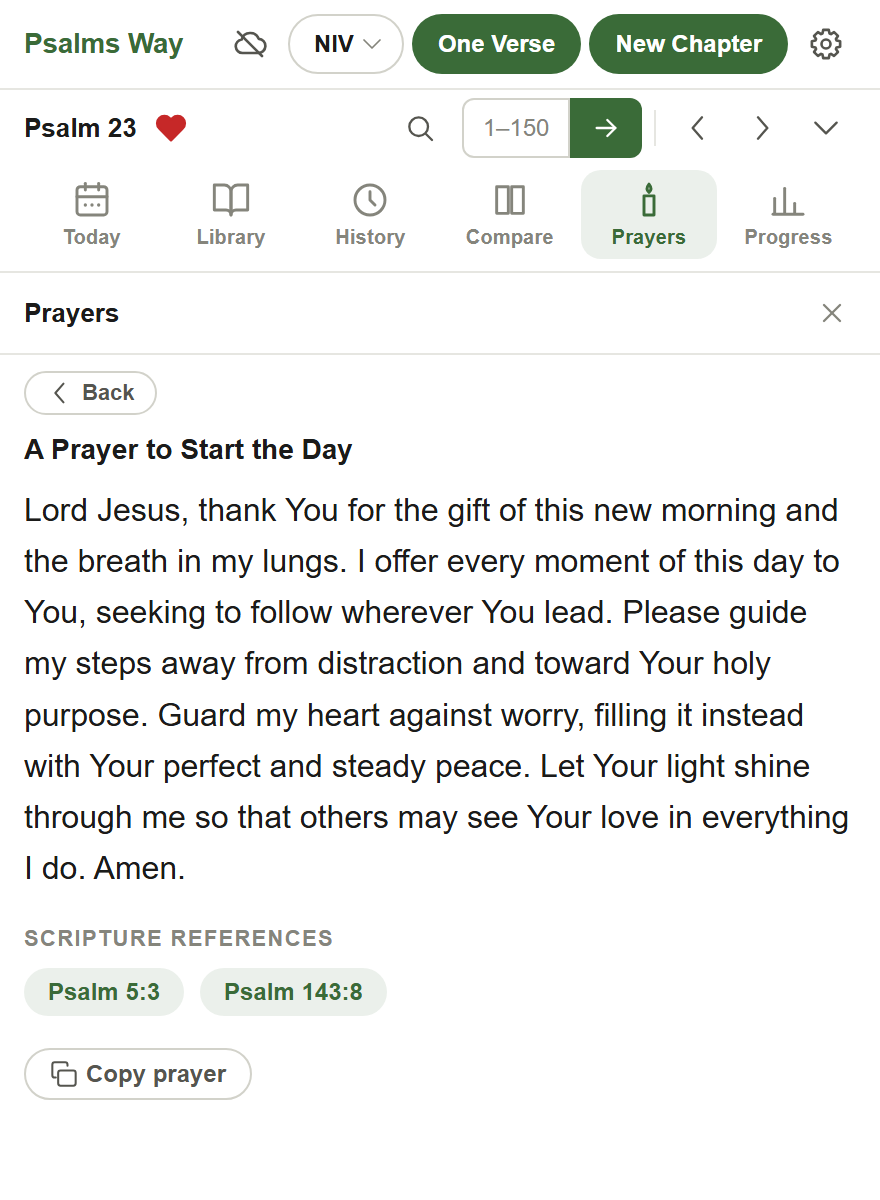 Psalms Way
NIV
One Verse
New Chapter
Psalm 23
1–150
Today
Library
History
Compare
Prayers
Progress
Prayers
Back
A Prayer to Start the Day
Lord Jesus, thank You for the gift of this new morning and
the breath in my lungs. I offer every moment of this day to
You, seeking to follow wherever You lead. Please guide
my steps away from distraction and toward Your holy
purpose. Guard my heart against worry, filling it instead
with Your perfect and steady peace. Let Your light shine
through me so that others may see Your love in everything
I do. Amen.
SCRIPTURE REFERENCES
Psalm 5:3
Psalm 143:8
Copy prayer